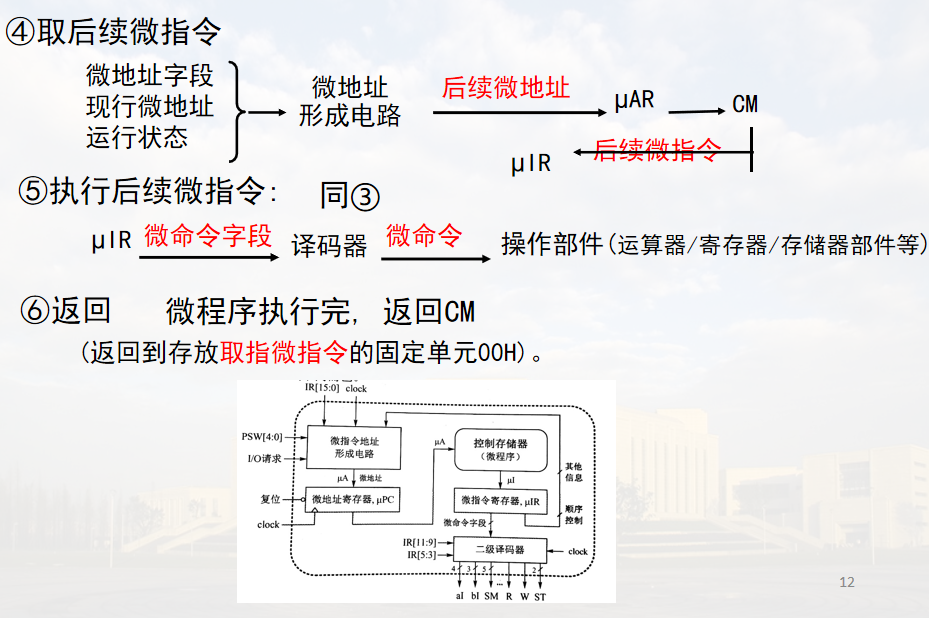 ④取后续微指令
微地址字段
现行微地址
运行状态
微地址
形成电路
后续微地址
μAR
CM
后续微指令
μIR
⑤执行后续微指令: 同③
μIR 微命令字段 译码器 微命令 操作部件(运算器/寄存器/存储器部件等)
⑥返回 微程序执行完, 返回CM
(返回到存放取指微指令的固定单元00H)。
IR[15:0] clock
PSW[4:0]
I/O请求
微指令地址
形成电路
μA 微地址
复位
微地址寄存器,μPC
clock
μA
控制存储器
(微程序)
μI
微指令寄存器,μIR
其他
信息
顺序
控制
微命令字段
IR[11:9]
IR[5:3]
二级译码器
clock
4 3 5 ... 2
aI bI SM R W ST
12